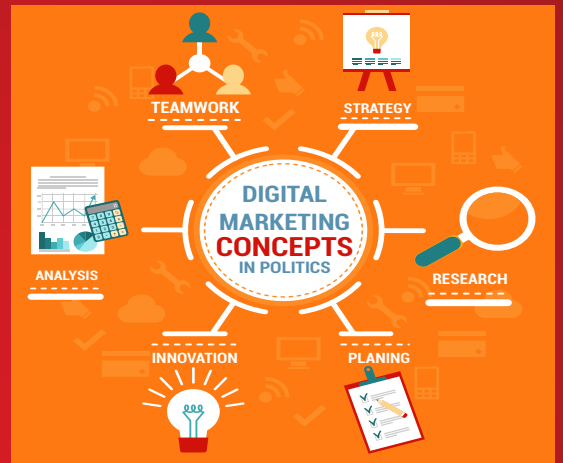 TEAMWORK
STRATEGY
DIGITAL
MARKETING
CONCEPTS
IN POLITICS
ANALYSIS
RESEARCH
INNOVATION
PLANING